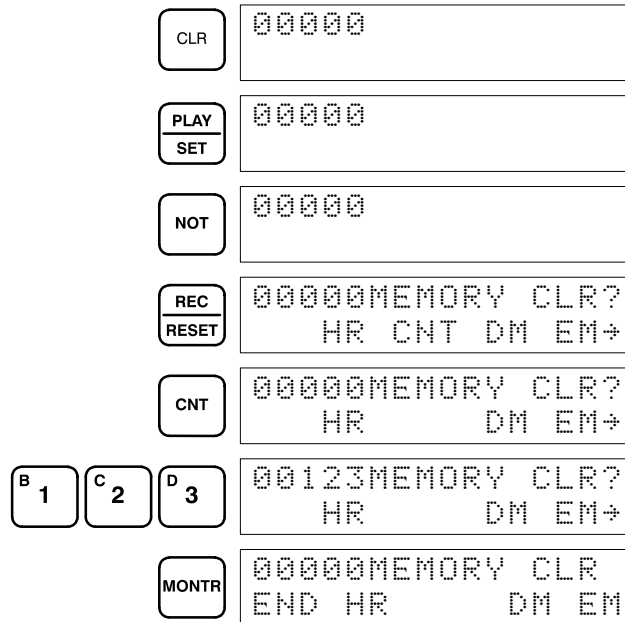 CLR
00000
PLAY
SET
00000
NOT
00000
REC
RESET
00000MEMORY CLR?
HR CNT DM EM→
CNT
00000MEMORY CLR?
HR DM EM→
B 1 C 2 D 3
00123MEMORY CLR?
HR DM EM→
MONTR
00000MEMORY CLR
END HR DM EM